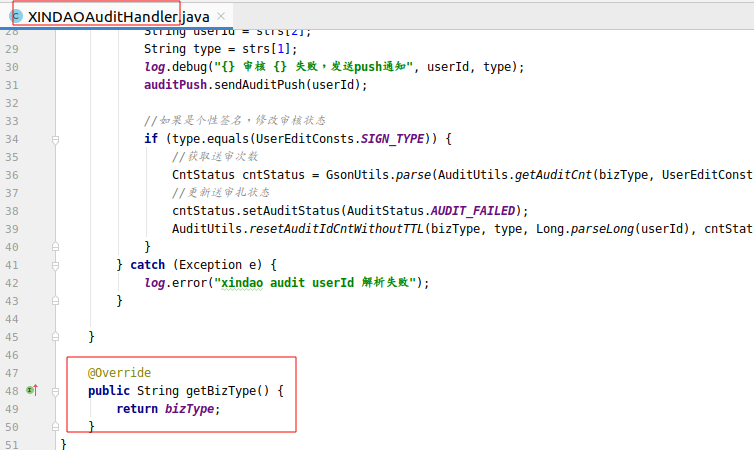 XINDAOAuditHandler.java
28 String userId = strs[2];
29 String type = strs[1];
30 log.debug("{} 审核 {} 失败，发送push通知", userId, type);
31 auditPush.sendAuditPush(userId);
32
33 //如果是个性签名，修改审核状态
34 if (type.equals(UserEditConsts.SIGN_TYPE)) {
35 //获取送审次数
36 CntStatus cntStatus = GsonUtils.parse(AuditUtils.getAuditCnt(bizType, UserEditConst
37 //更新送审孔状态
38 cntStatus.setAuditStatus(AuditStatus.AUDIT_FAILED);
39 AuditUtils.resetAuditIdCntWithoutTTL(bizType, type, Long.parseLong(userId), cntStat
40 }
41 } catch (Exception e) {
42 log.error("xindao audit userId 解析失败");
43 }
44
45 }
46
47 @Override
48 public String getBizType() {
49 return bizType;
50 }
51 }